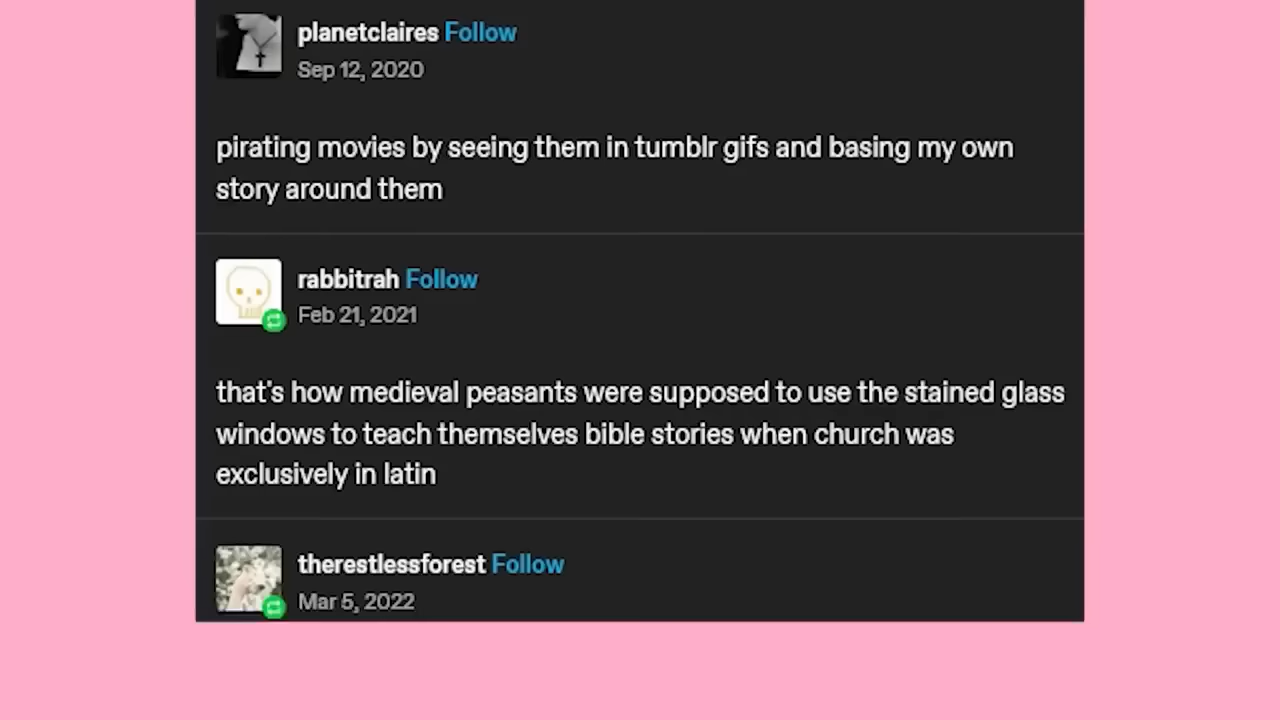 planetclaires Follow
Sep 12, 2020
pirating movies by seeing them in tumblr gifs and basing my own
story around them
rabbitrah Follow
Feb 21, 2021
that's how medieval peasants were supposed to use the stained glass
windows to teach themselves bible stories when church was
exclusively in latin
therestlessforest Follow
Mar 5, 2022